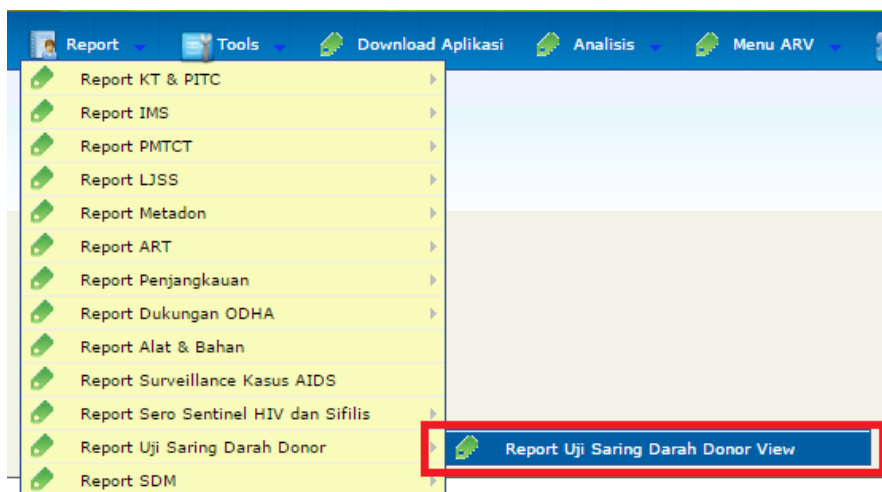 Report Tools Download Aplikasi Analisis Menu ARV
Report KT & PITC
Report IMS
Report PMTCT
Report LJSS
Report Metadon
Report ART
Report Penjangkauan
Report Dukungan ODHA
Report Alat & Bahan
Report Surveillance Kasus AIDS
Report Sero Sentinel HIV dan Sifilis
Report Uji Saring Darah Donor Report Uji Saring Darah Donor View
Report SDM